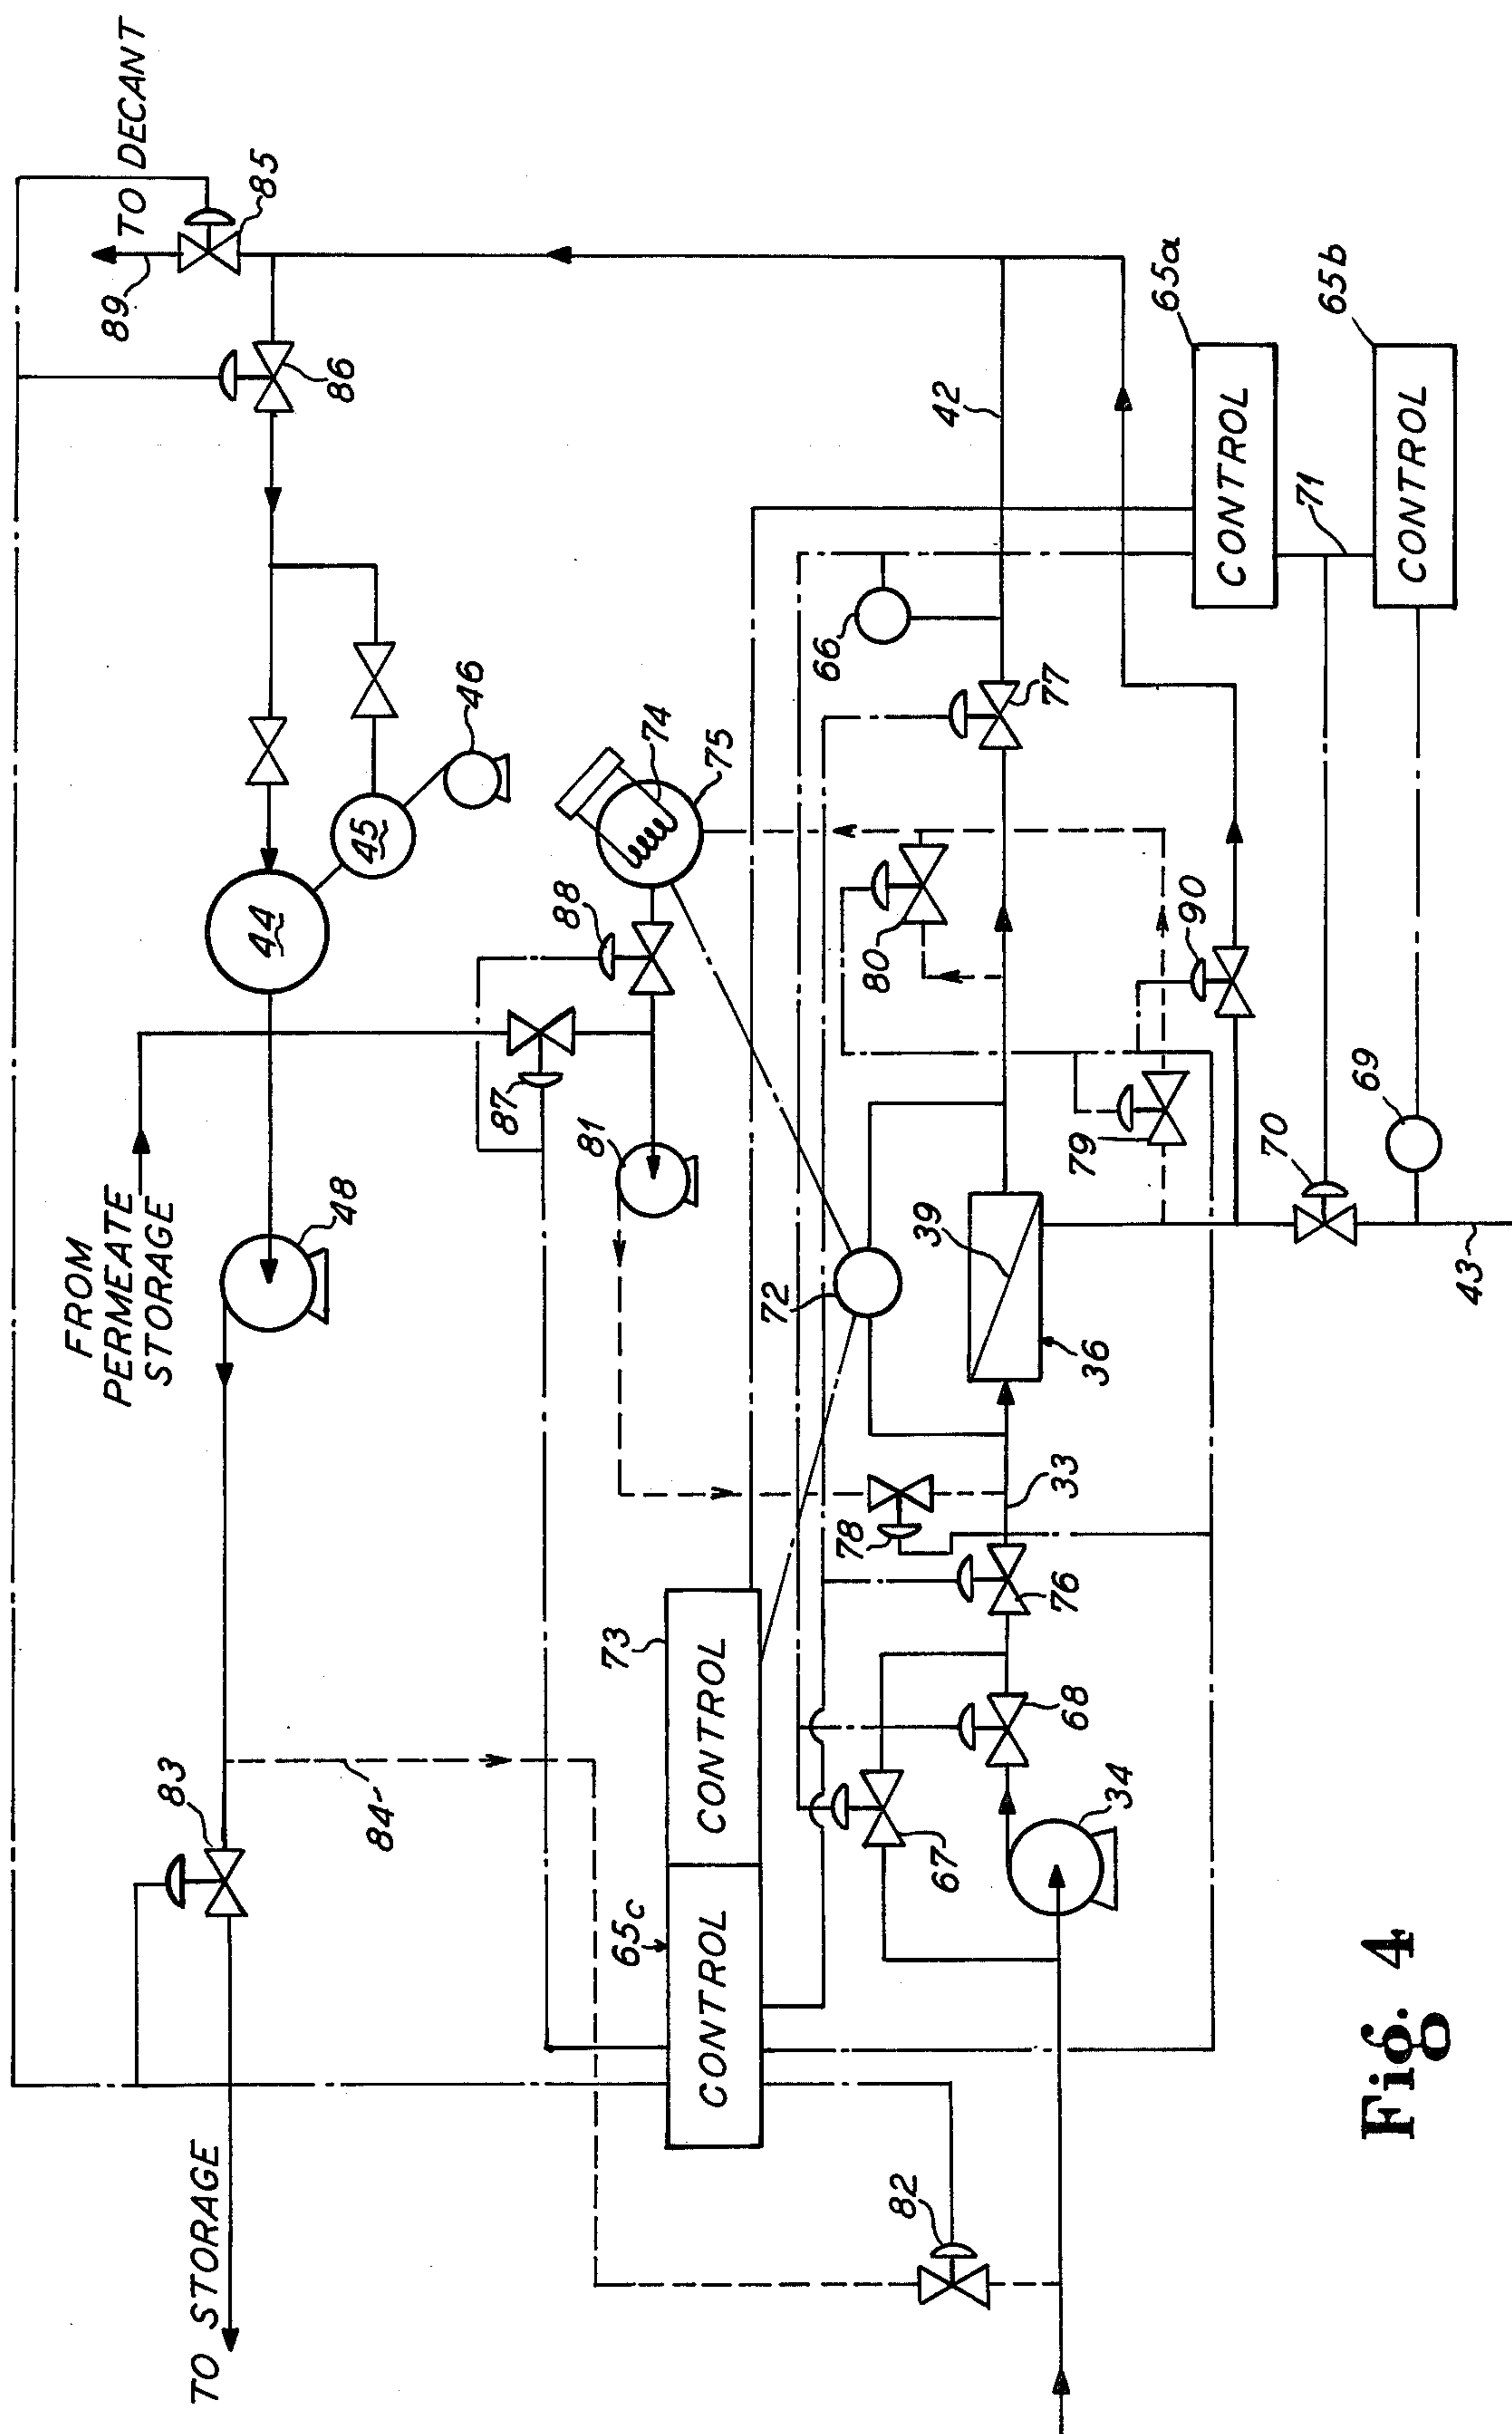 TO DECANT
89
85
86
44
45
46
FROM
PERMEATE
STORAGE
48
87
88
81
74
75
83
84
TO STORAGE
65c
CONTROL
CONTROL
73
82
34
67
68
76
78
33
72
39
36
66
77
42
80
79
90
70
69
43
71
65a
CONTROL
65b
CONTROL
Fig. 4